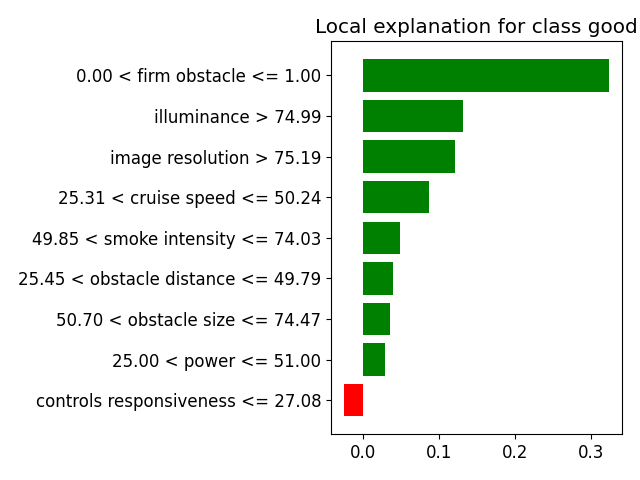 Local explanation for class good
0.00 < firm obstacle <= 1.00
illuminance > 74.99
image resolution > 75.19
25.31 < cruise speed <= 50.24
49.85 < smoke intensity <= 74.03
25.45 < obstacle distance <= 49.79
50.70 < obstacle size <= 74.47
25.00 < power <= 51.00
controls responsiveness <= 27.08
0.0 0.1 0.2 0.3